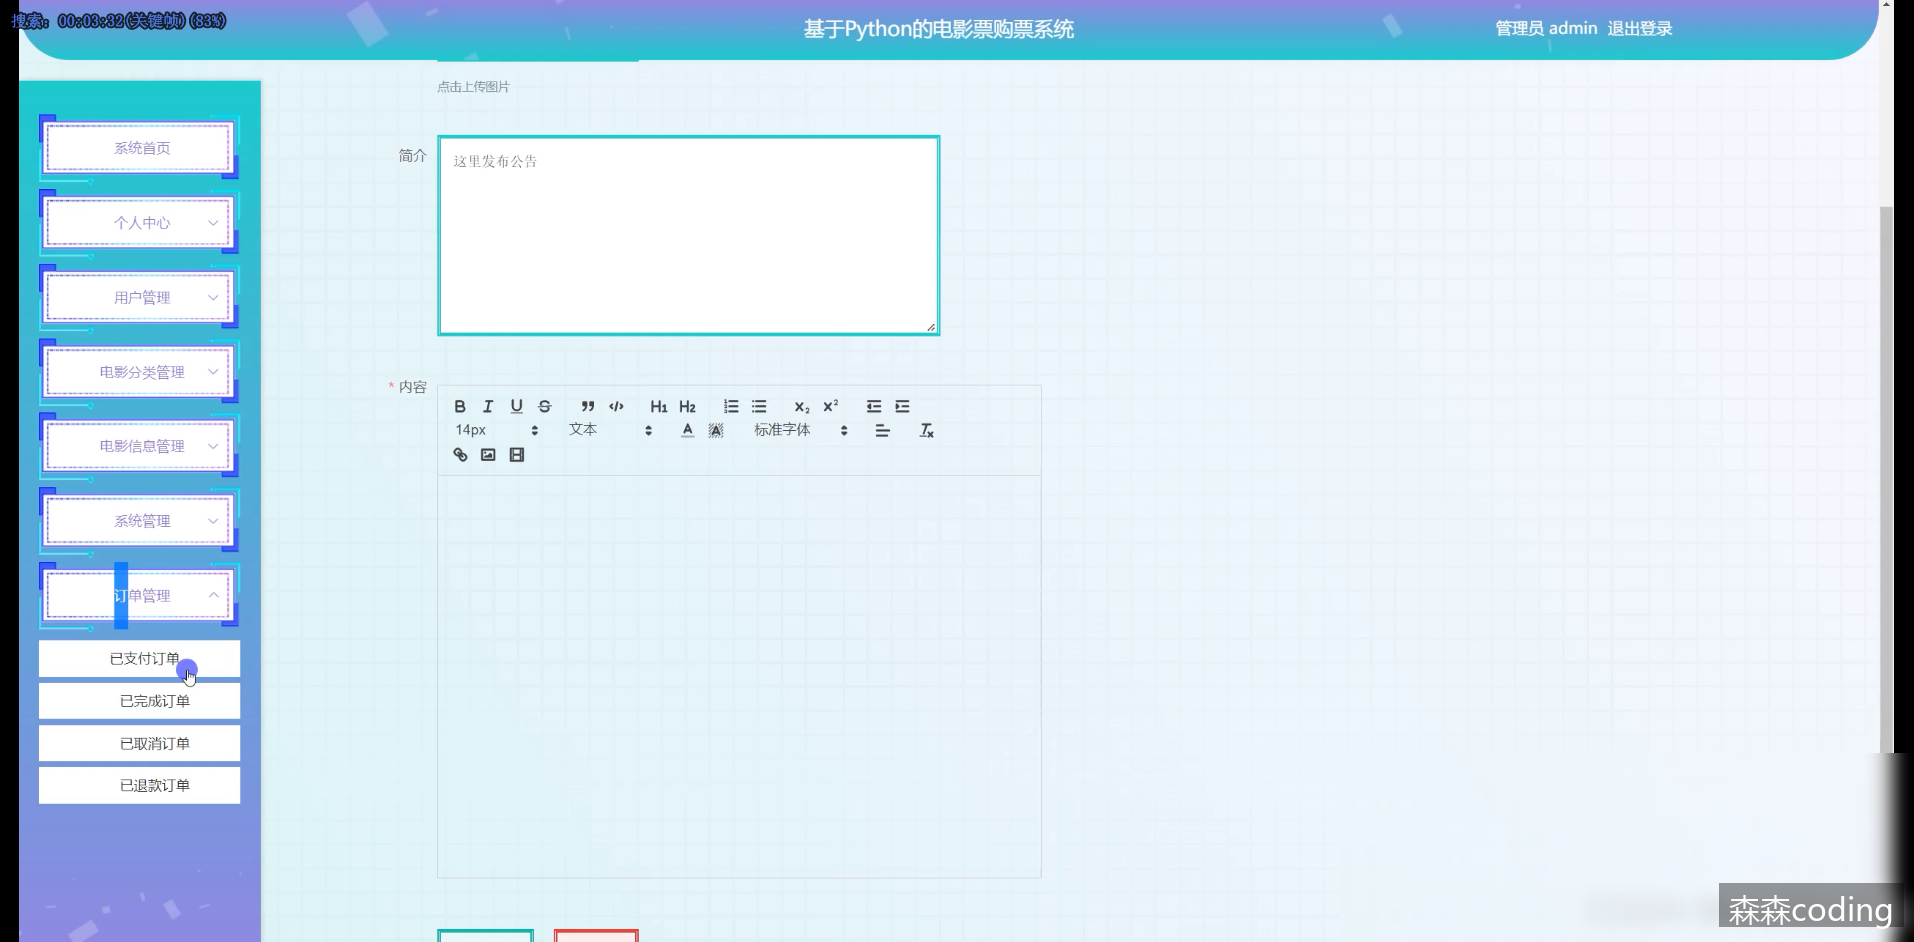 搜索: 00:03:32(关键帧)(83%)
基于Python的电影票购票系统
管理员 admin 退出登录
点击上传图片
系统首页
个人中心
用户管理
电影分类管理
电影信息管理
系统管理
订单管理
已支付订单
已完成订单
已取消订单
已退款订单
简介
这里发布公告
* 内容
B I U S ” </> H1 H2 X2 X2
14px 文本 A A 标准字体 Tx
森森coding